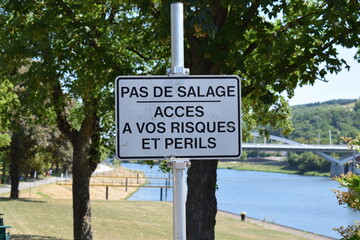 PAS DE SALAGE
ACCES
A VOS RISQUES
ET PERILS